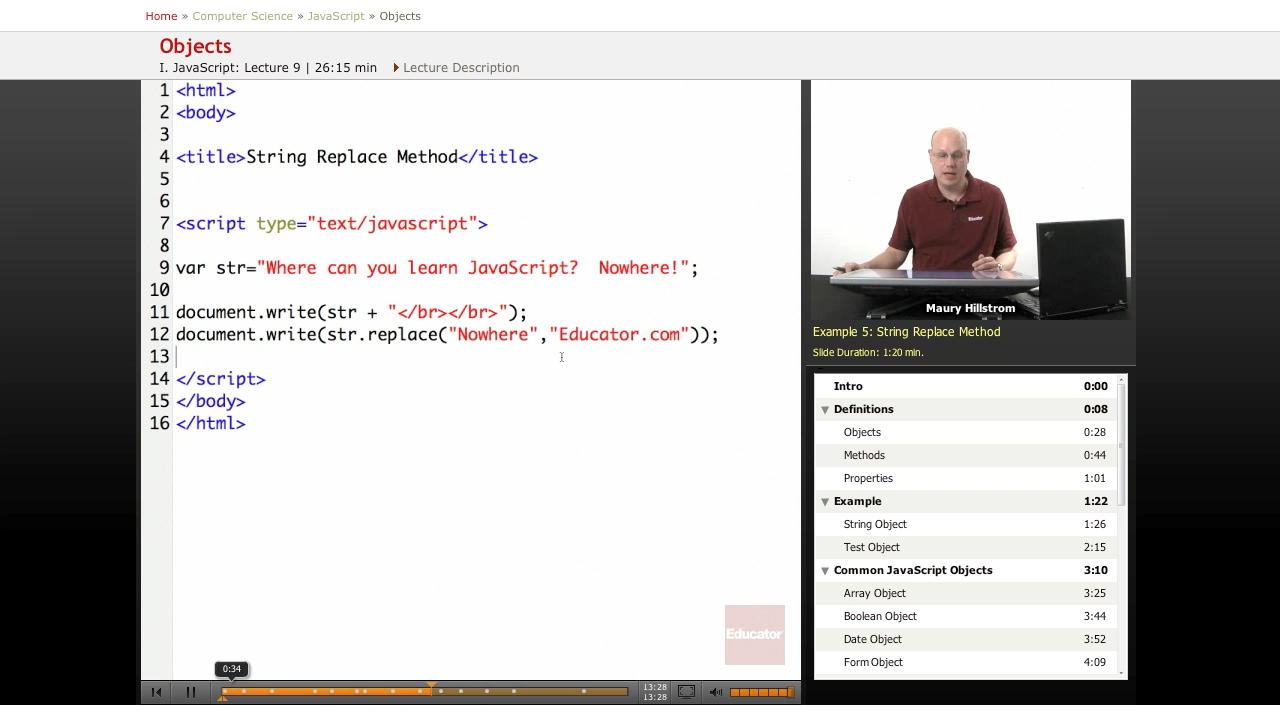 Home » Computer Science » JavaScript » Objects
Objects
I. JavaScript: Lecture 9 | 26:15 min Lecture Description
1 <html>
2 <body>
3
4 <title>String Replace Method</title>
5
6
7 <script type="text/javascript">
8
9 var str="Where can you learn JavaScript?  Nowhere!";
10
11 document.write(str + "</br></br>");
12 document.write(str.replace("Nowhere","Educator.com"));
13
14 </script>
15 </body>
16 </html>
Educator
0:34
13:28
13:28
Educator
Maury Hillstrom
Example 5: String Replace Method
Slide Duration: 1:20 min.
Intro 0:00
Definitions 0:08
Objects 0:28
Methods 0:44
Properties 1:01
Example 1:22
String Object 1:26
Test Object 2:15
Common JavaScript Objects 3:10
Array Object 3:25
Boolean Object 3:44
Date Object 3:52
Form Object 4:09